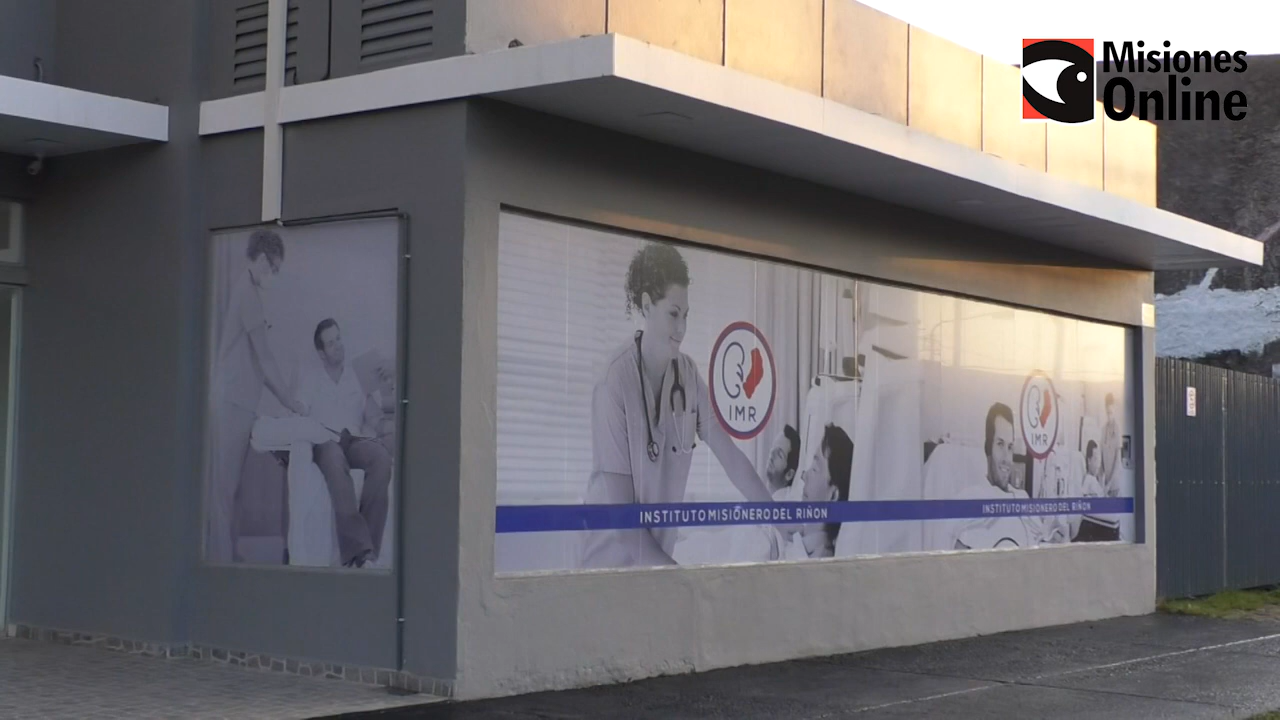 Misiones
Online
IMR
IMR
INSTITUTO MISIONERO DEL RIÑON
INSTITUTO MISIONERO DEL RIÑON